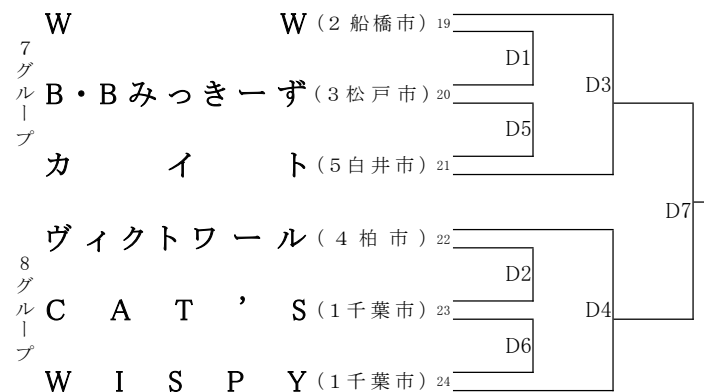 7グループ
W W (2 船橋市) 19
D1
B・Bみっきーず (3松戸市) 20
D3
D5
カイト (5白井市) 21
D7
8グループ
ヴィクトワール (4 柏 市) 22
D2
CAT'S (1千葉市) 23
D4
D6
WISPY (1千葉市) 24